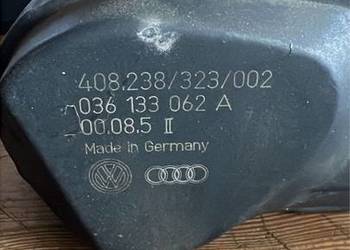 408.238/323/002
036 133 062 A
00.08.5 II
Made in Germany